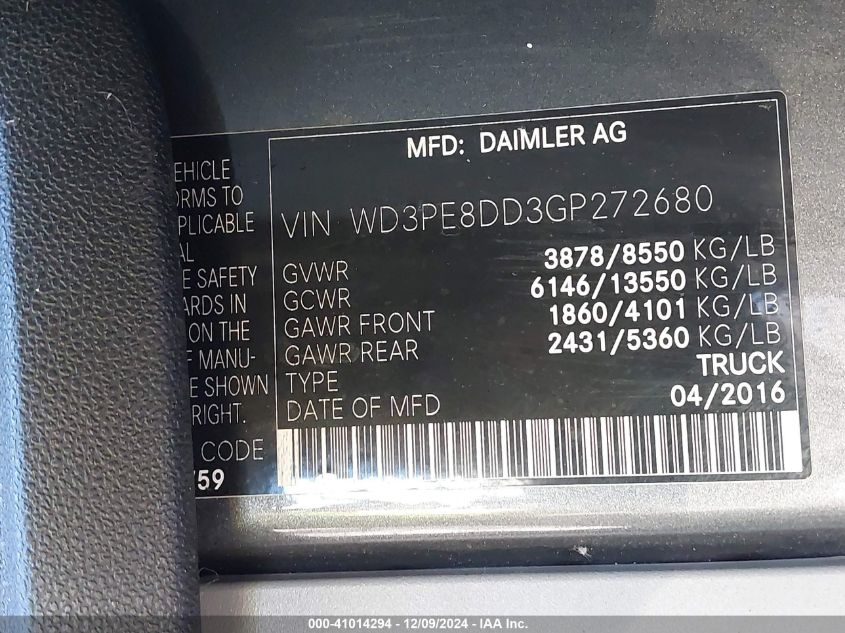 EHICLE
ORMS TO
PLICABLE
AL
E SAFETY
ARDS IN
ON THE
F MANU-
E SHOWN
RIGHT.
CODE
759
MFD: DAIMLER AG
VIN WD3PE8DD3GP272680
GVWR 3878/8550 KG/LB
GCWR 6146/13550 KG/LB
GAWR FRONT 1860/4101 KG/LB
GAWR REAR 2431/5360 KG/LB
TYPE TRUCK
DATE OF MFD 04/2016
000-41014294 - 12/09/2024 - IAA Inc.